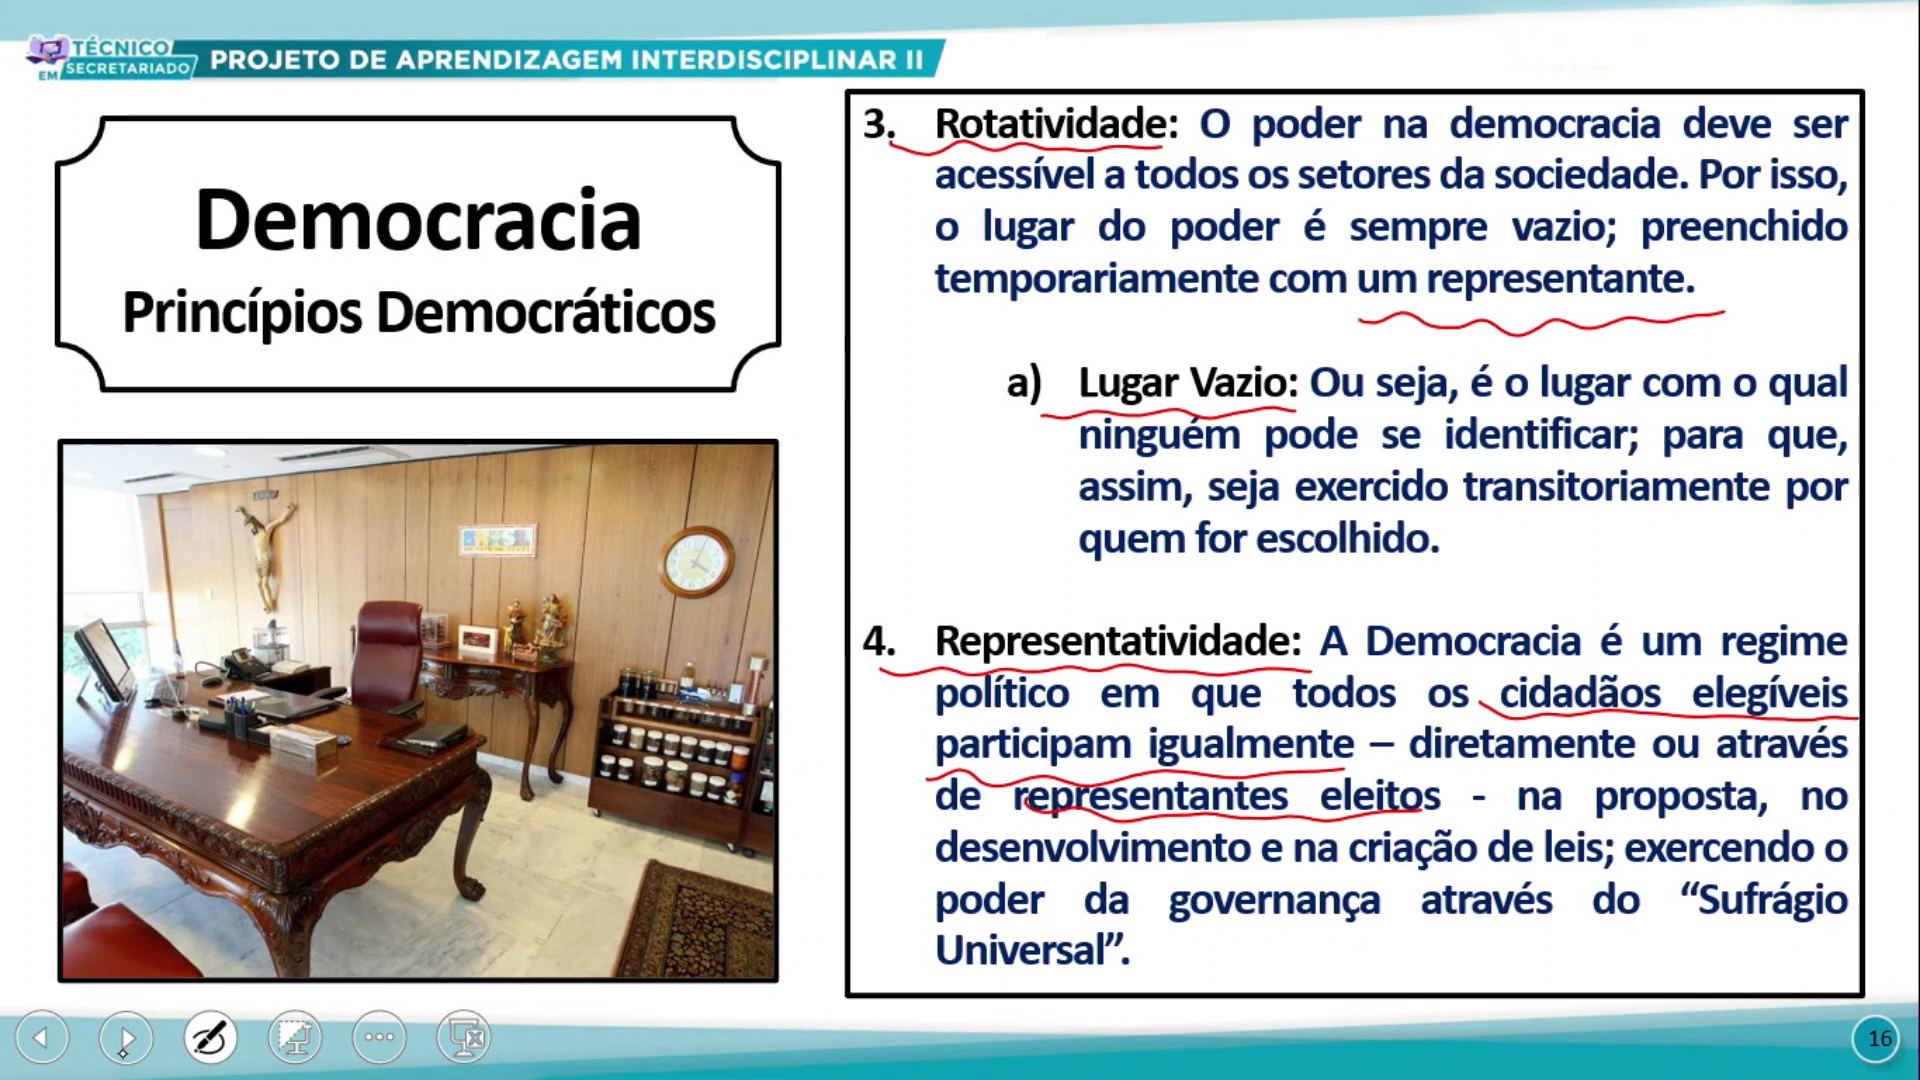 TÉCNICO
EM SECRETARIADO
PROJETO DE APRENDIZAGEM INTERDISCIPLINAR II
Democracia
Princípios Democráticos
3. Rotatividade: O poder na democracia deve ser
acessível a todos os setores da sociedade. Por isso,
o lugar do poder é sempre vazio; preenchido
temporariamente com um representante.
a) Lugar Vazio: Ou seja, é o lugar com o qual
ninguém pode se identificar; para que,
assim, seja exercido transitoriamente por
quem for escolhido.
4. Representatividade: A Democracia é um regime
político em que todos os cidadãos elegíveis
participam igualmente – diretamente ou através
de representantes eleitos - na proposta, no
desenvolvimento e na criação de leis; exercendo o
poder da governança através do “Sufrágio
Universal”.
16